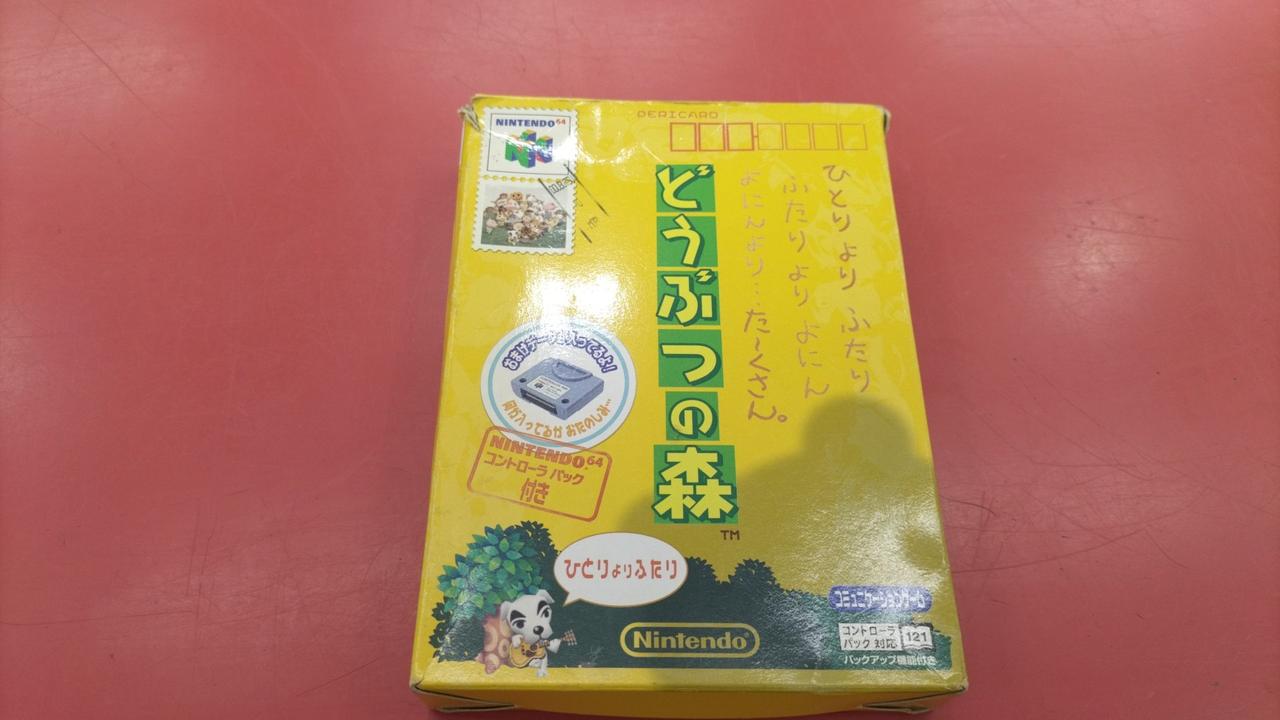 NINTENDO64
PERICARD
どうぶつの森
TM
ひとりより ふたり
ふたり より よにん
よにんより…た～くさん。
おまけデータも入ってるよ!
何が入ってるか おたのしみ…
NINTENDO64
コントローラ パック
付き
ひとりよりふたり
Nintendo®
コミュニケーションゲーム
コントローラ
パック 対応
121
バックアップ機能付き